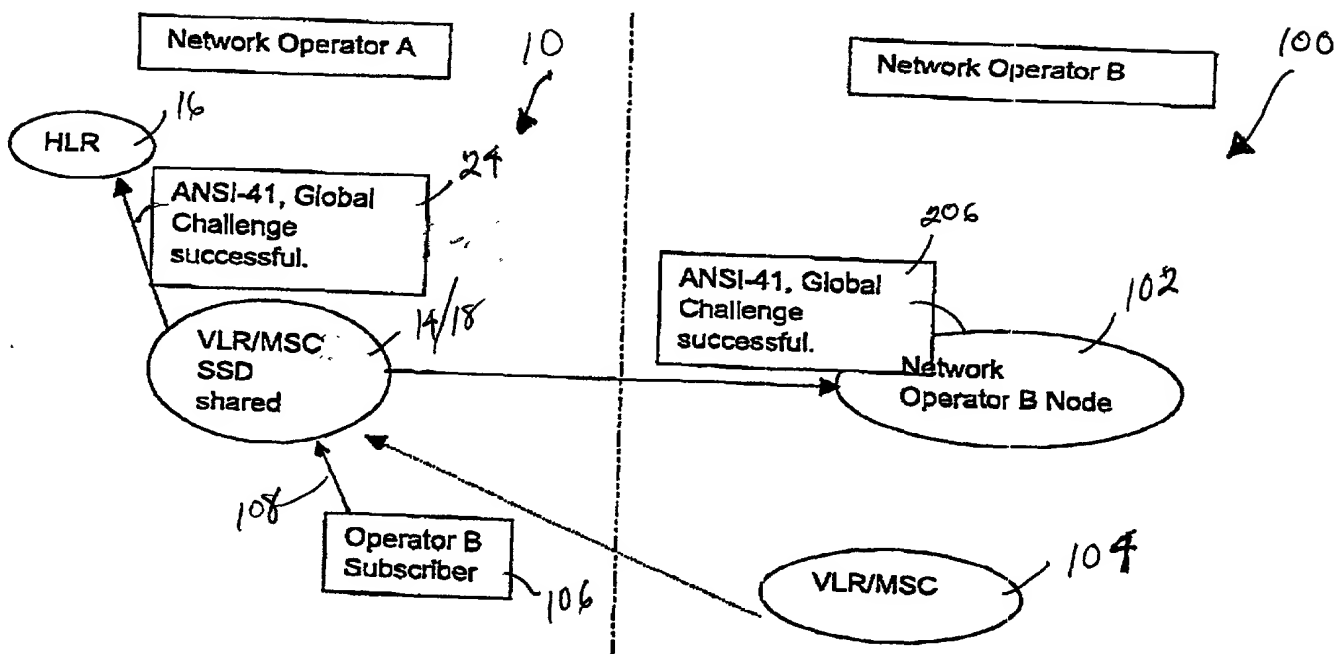 Network Operator A
10
Network Operator B
100
HLR
16
ANSI-41, Global
Challenge
successful.
24
206
ANSI-41, Global
Challenge
successful.
102
VLR/MSC
SSD
shared
14/18
Network
Operator B Node
108
Operator B
Subscriber
106
VLR/MSC
104